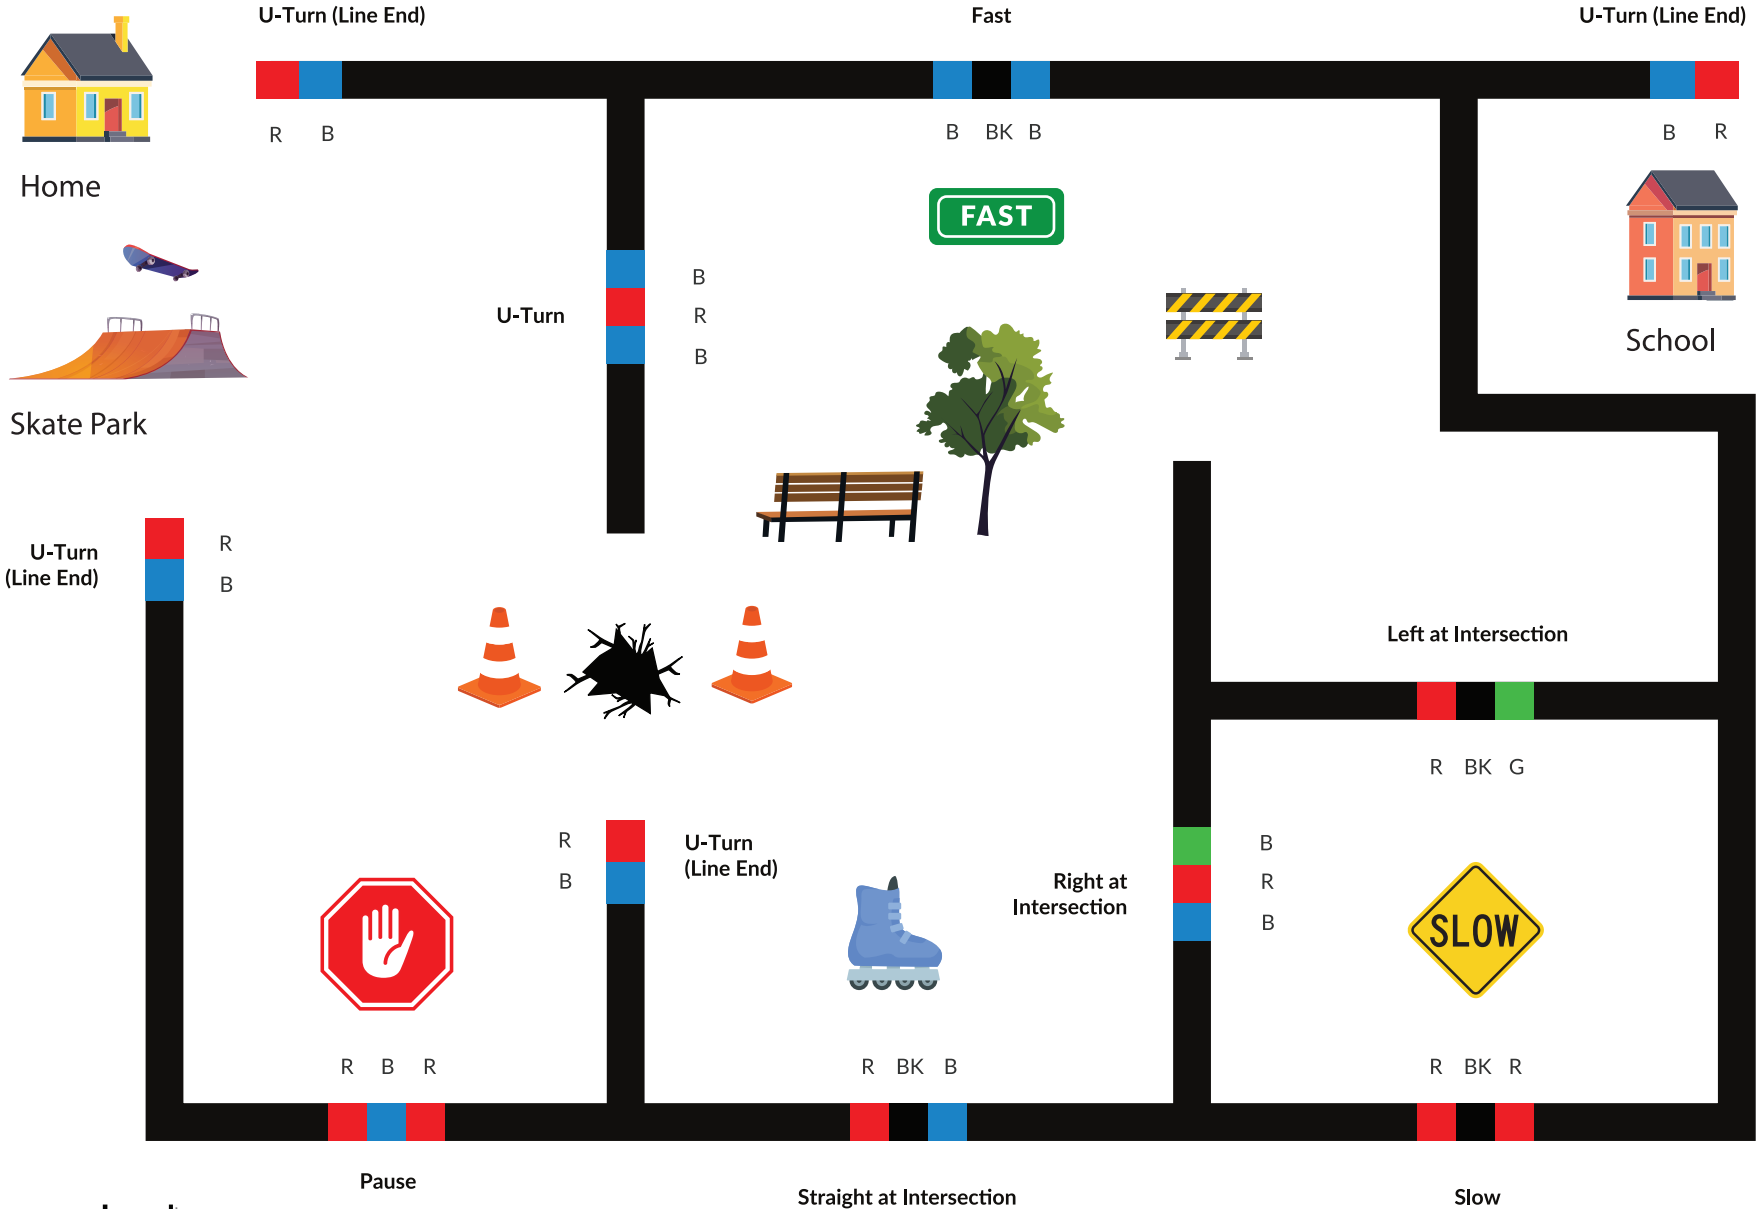 U-Turn (Line End)
Fast
U-Turn (Line End)
R B
B BK B
B R
Home
FAST
B
U-Turn
R
B
School
Skate Park
U-Turn
(Line End)
R
B
Left at Intersection
R BK G
R
B
U-Turn
(Line End)
Right at
Intersection
B
R
B
SLOW
R B R
R BK B
R BK R
Pause
Straight at Intersection
Slow